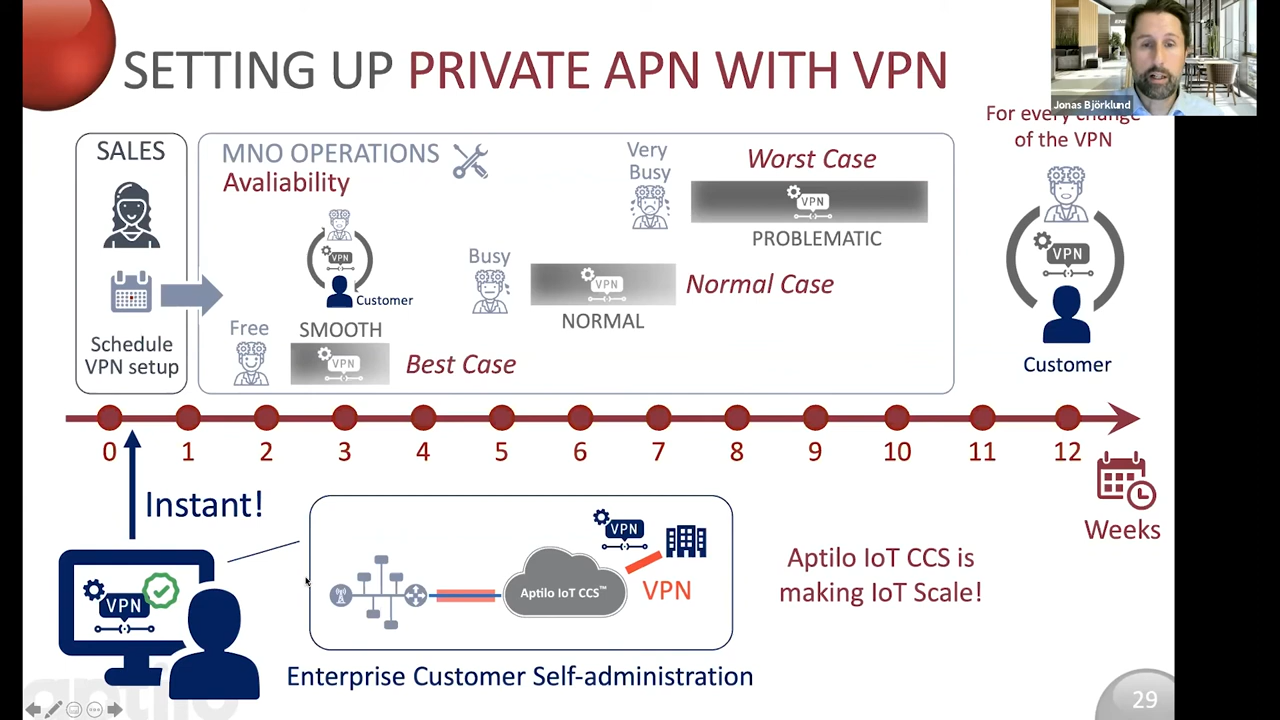 SETTING UP PRIVATE APN WITH VPN
Jonas Björklund
For every change
of the VPN
SALES
Schedule
VPN setup
MNO OPERATIONS
Avaliability
VPN
Customer
Free
SMOOTH
VPN
Best Case
Busy
VPN
NORMAL
Normal Case
Very
Busy
Worst Case
VPN
PROBLEMATIC
VPN
Customer
0 1 2 3 4 5 6 7 8 9 10 11 12
Weeks
Instant!
VPN
Aptilo IoT CCS™
VPN
VPN
Aptilo IoT CCS is
making IoT Scale!
Enterprise Customer Self-administration
aptilo
29